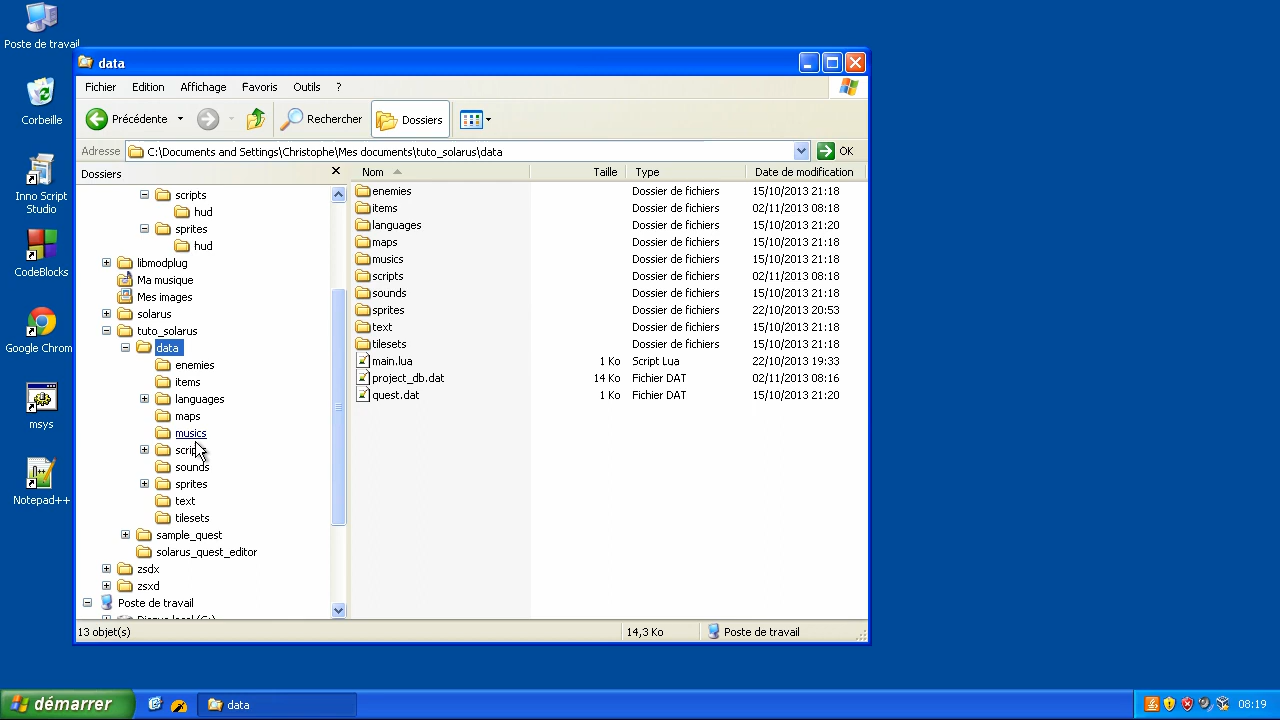 Poste de travail
Corbeille
Inno Script
Studio
CodeBlocks
Google Chrom
msys
Notepad++
data
Fichier Edition Affichage Favoris Outils ?
Précédente Rechercher Dossiers
Adresse C:\Documents and Settings\Christophe\Mes documents\tuto_solarus\data OK
Dossiers
scripts
hud
sprites
hud
libmodplug
Ma musique
Mes images
solarus
tuto_solarus
data
enemies
items
languages
maps
musics
scripts
sounds
sprites
text
tilesets
sample_quest
solarus_quest_editor
zsdx
zsxd
Poste de travail
Nom Taille Type Date de modification
enemies Dossier de fichiers 15/10/2013 21:18
items Dossier de fichiers 02/11/2013 08:18
languages Dossier de fichiers 15/10/2013 21:20
maps Dossier de fichiers 15/10/2013 21:18
musics Dossier de fichiers 15/10/2013 21:18
scripts Dossier de fichiers 02/11/2013 08:18
sounds Dossier de fichiers 15/10/2013 21:18
sprites Dossier de fichiers 22/10/2013 20:53
text Dossier de fichiers 15/10/2013 21:18
tilesets Dossier de fichiers 15/10/2013 21:18
main.lua 1 Ko Script Lua 22/10/2013 19:33
project_db.dat 14 Ko Fichier DAT 02/11/2013 08:16
quest.dat 1 Ko Fichier DAT 15/10/2013 21:20
13 objet(s) 14,3 Ko Poste de travail
démarrer data 08:19